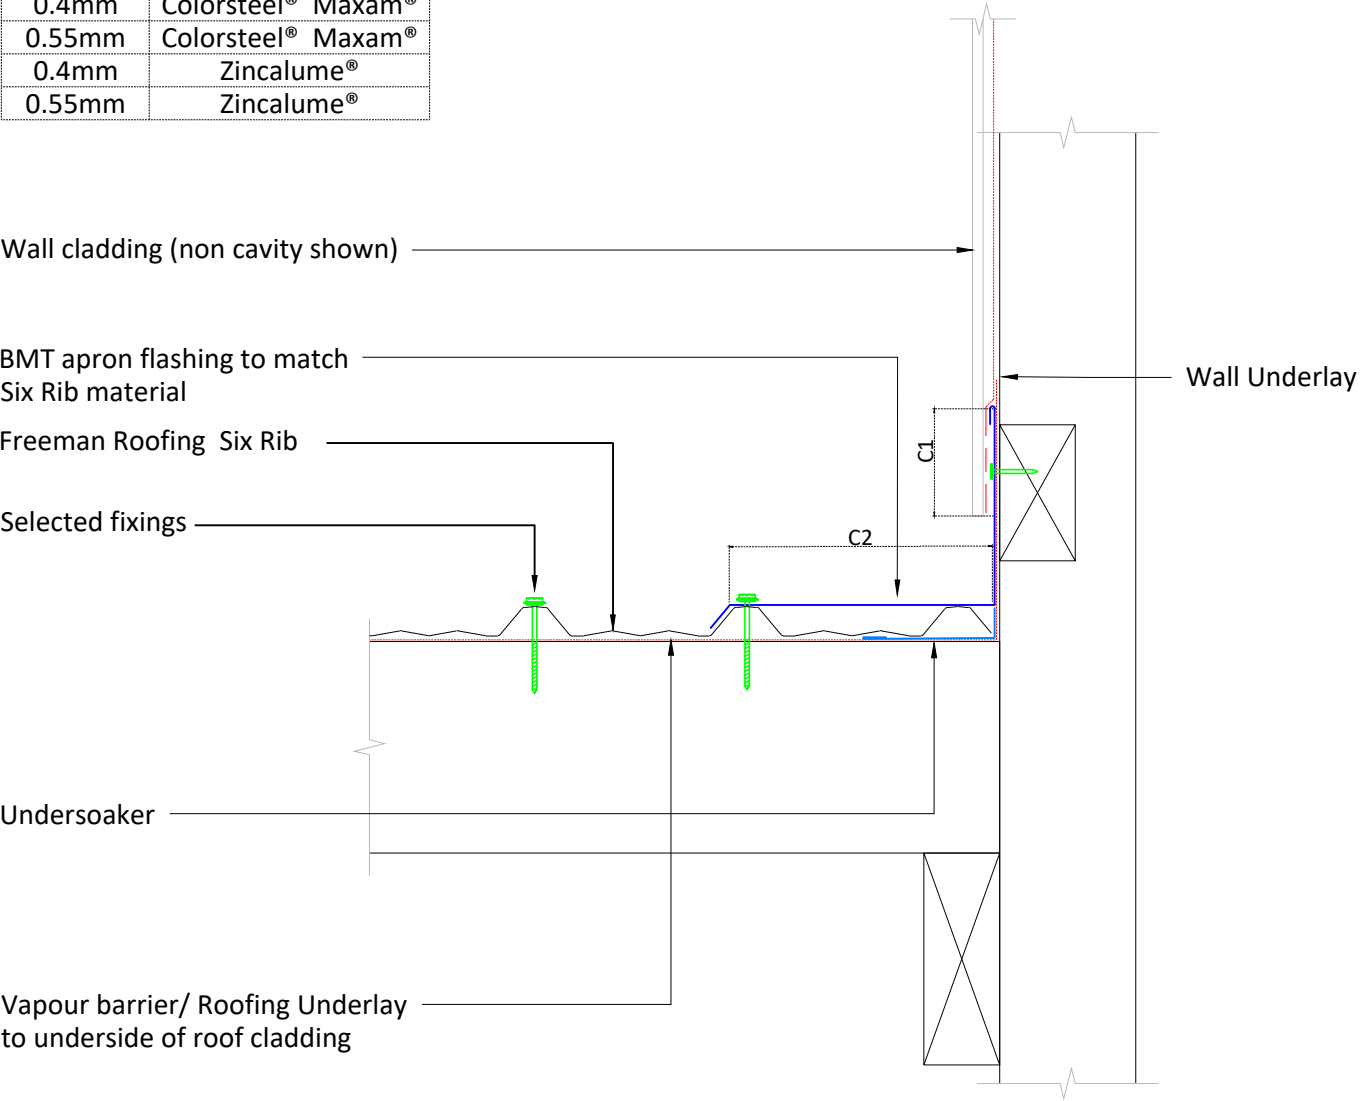 0.4mm Colorsteel® Maxam®
0.55mm Colorsteel® Maxam®
0.4mm Zincalume®
0.55mm Zincalume®
Wall cladding (non cavity shown)
BMT apron flashing to match
Six Rib material
Wall Underlay
Freeman Roofing Six Rib
C1
Selected fixings
C2
Undersoaker
Vapour barrier/ Roofing Underlay
to underside of roof cladding